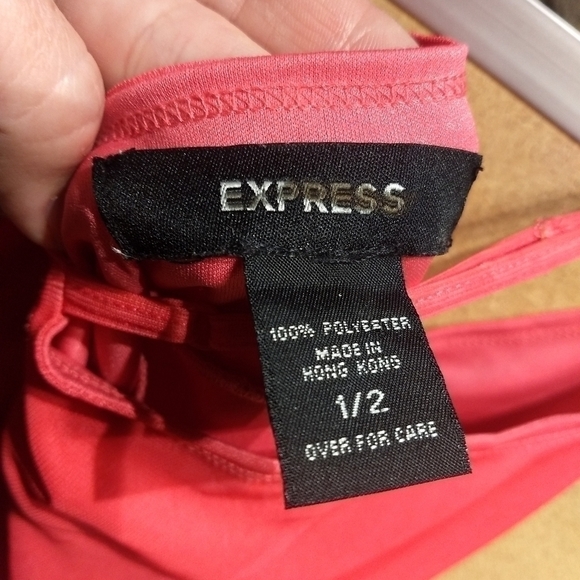 EXPRESS
100% POLYESTER
MADE IN
HONG KONG
1/2
OVER FOR CARE